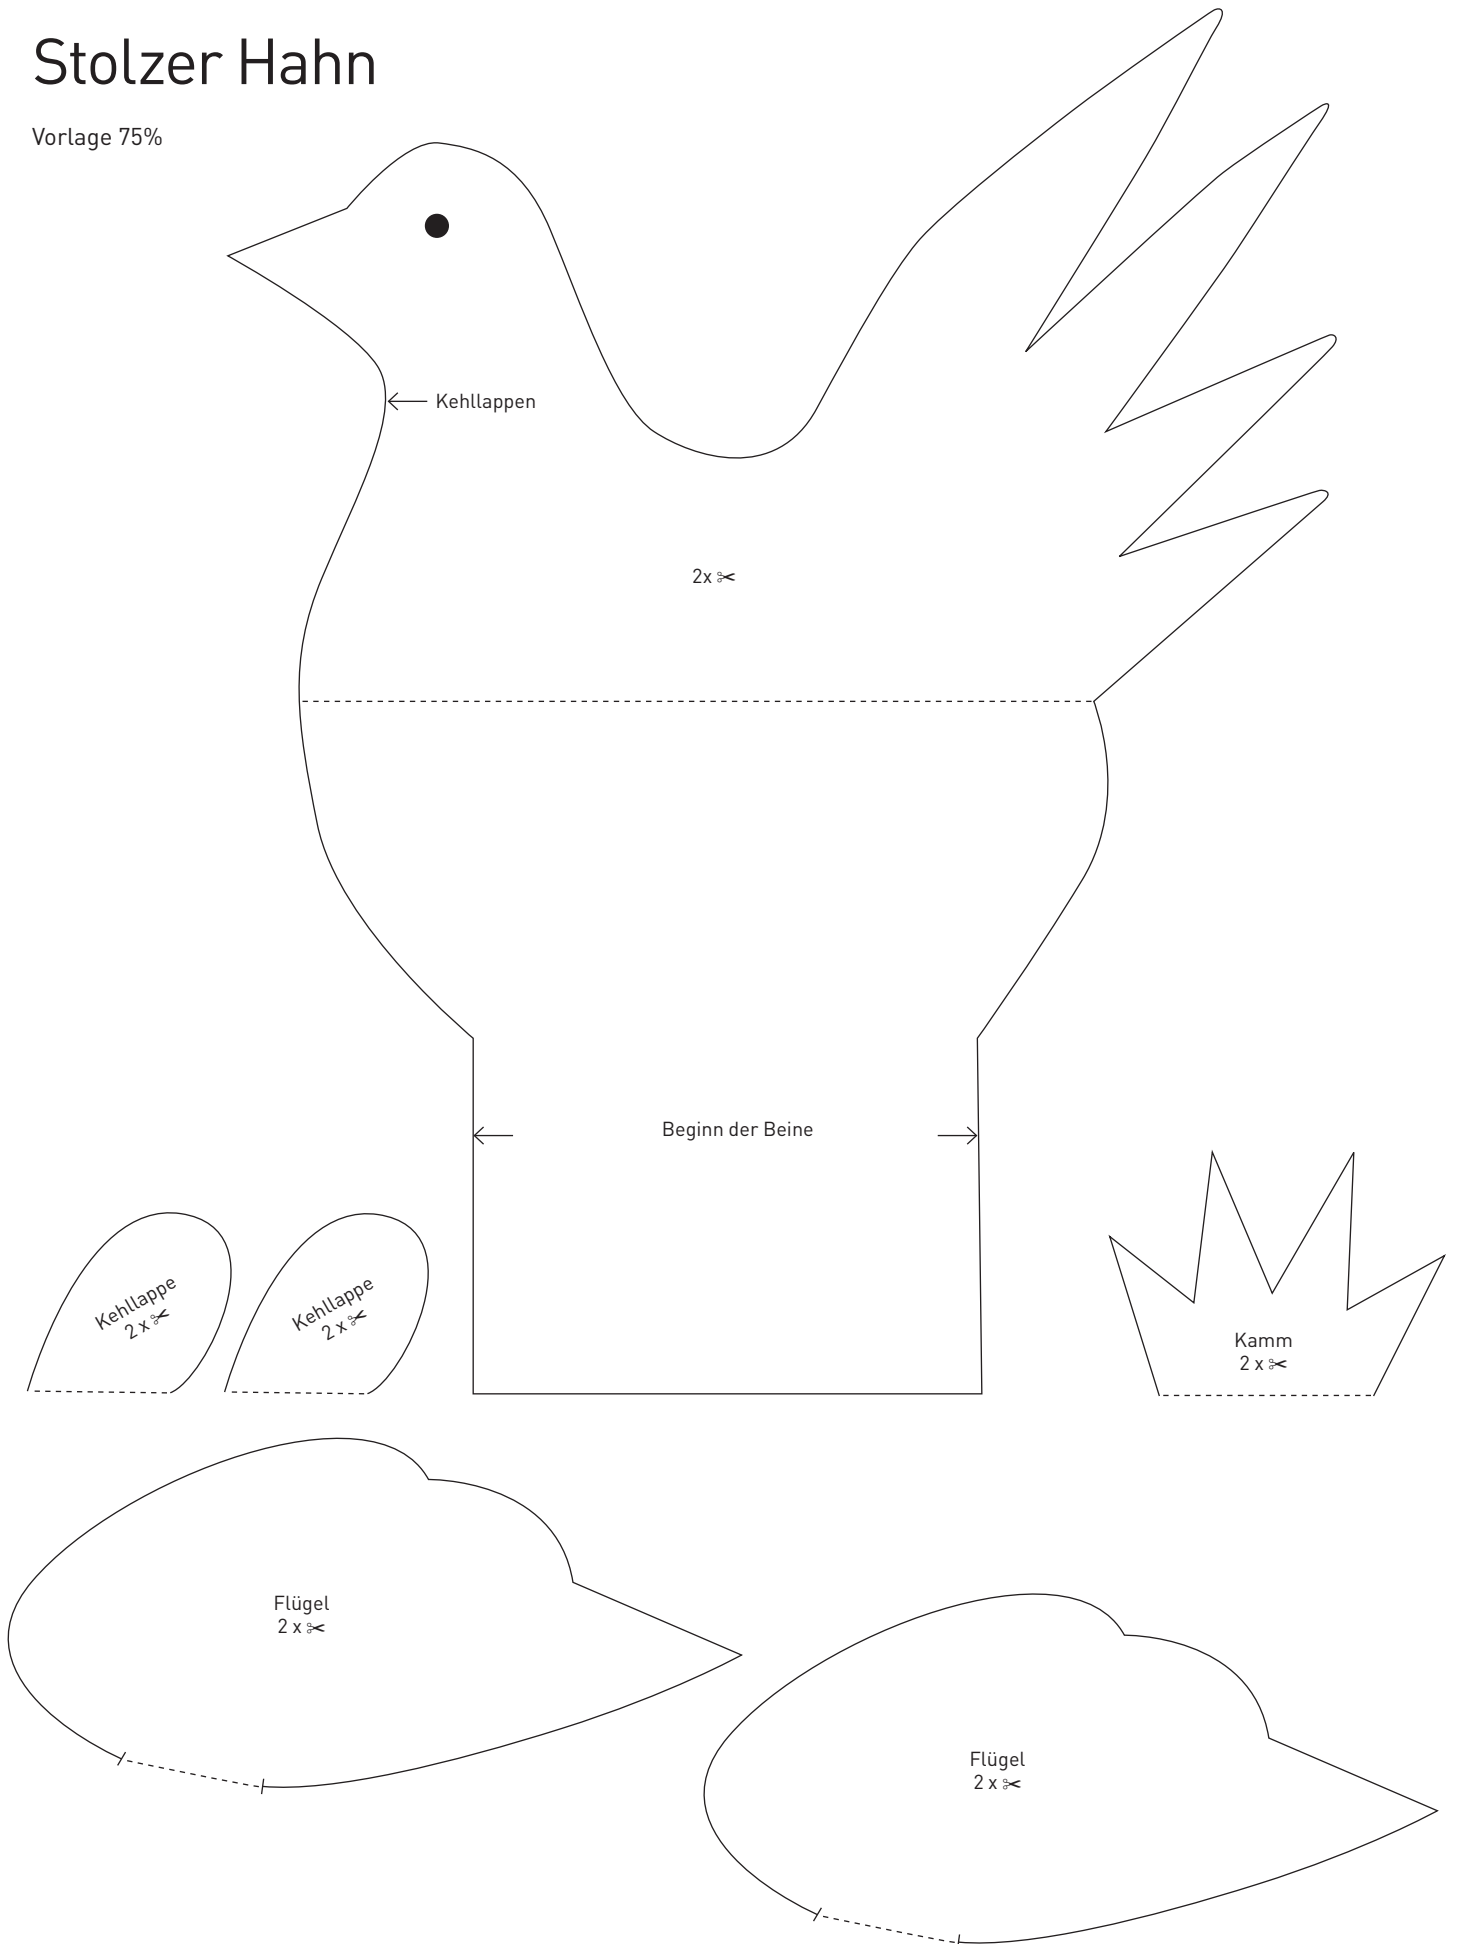 Stolzer Hahn
Vorlage 75%
Kehllappen
2x ✂
Beginn der Beine
Kehllappe
2 x ✂
Kehllappe
2 x ✂
Kamm
2 x ✂
Flügel
2 x ✂
Flügel
2 x ✂